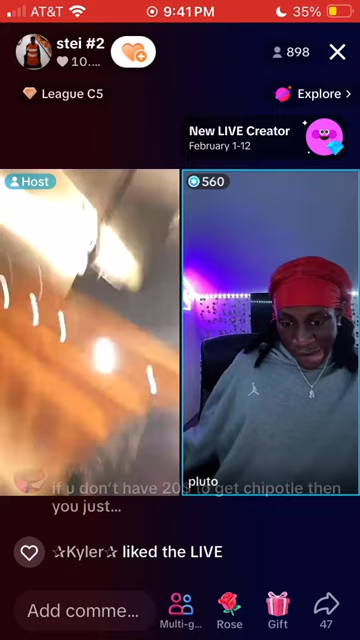 AT&T 9:41PM 35%
stei #2
10.... 898
League C5 Explore >
New LIVE Creator
February 1-12
Host 560
pluto
if u don't have 20$ to get chipotle then
you just...
✰Kyler✰ liked the LIVE
Add comme...
Multi-g... Rose Gift 47